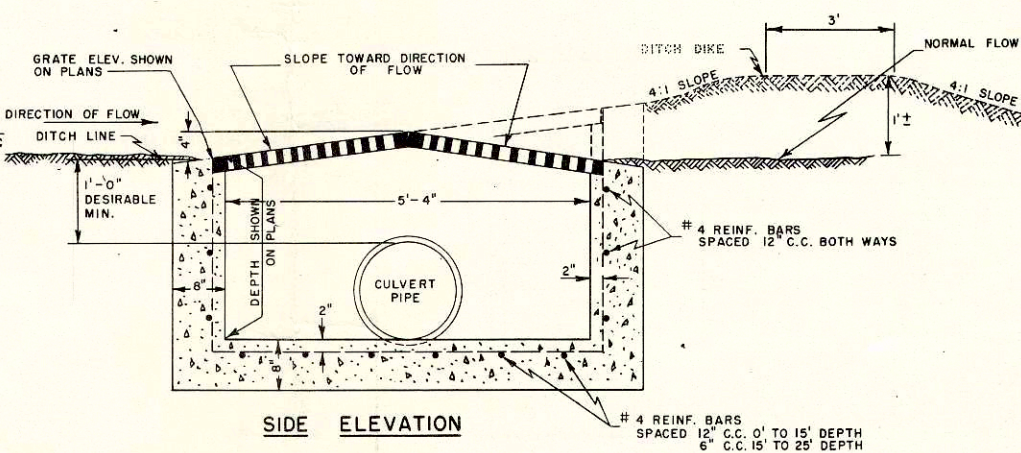 3'
DITCH DIKE
NORMAL FLOW
GRATE ELEV. SHOWN
ON PLANS
SLOPE TOWARD DIRECTION
OF FLOW
4:1 SLOPE
4:1 SLOPE
DIRECTION OF FLOW
DITCH LINE
4"
1'±
1'-0"
DESIRABLE
MIN.
5'-4"
DEPTH SHOWN
ON PLANS
# 4 REINF. BARS
SPACED 12" C.C. BOTH WAYS
8"
CULVERT
PIPE
2"
2"
8"
SIDE ELEVATION
# 4 REINF. BARS
SPACED 12" C.C. 0' TO 15' DEPTH
6" C.C. 15' TO 25' DEPTH